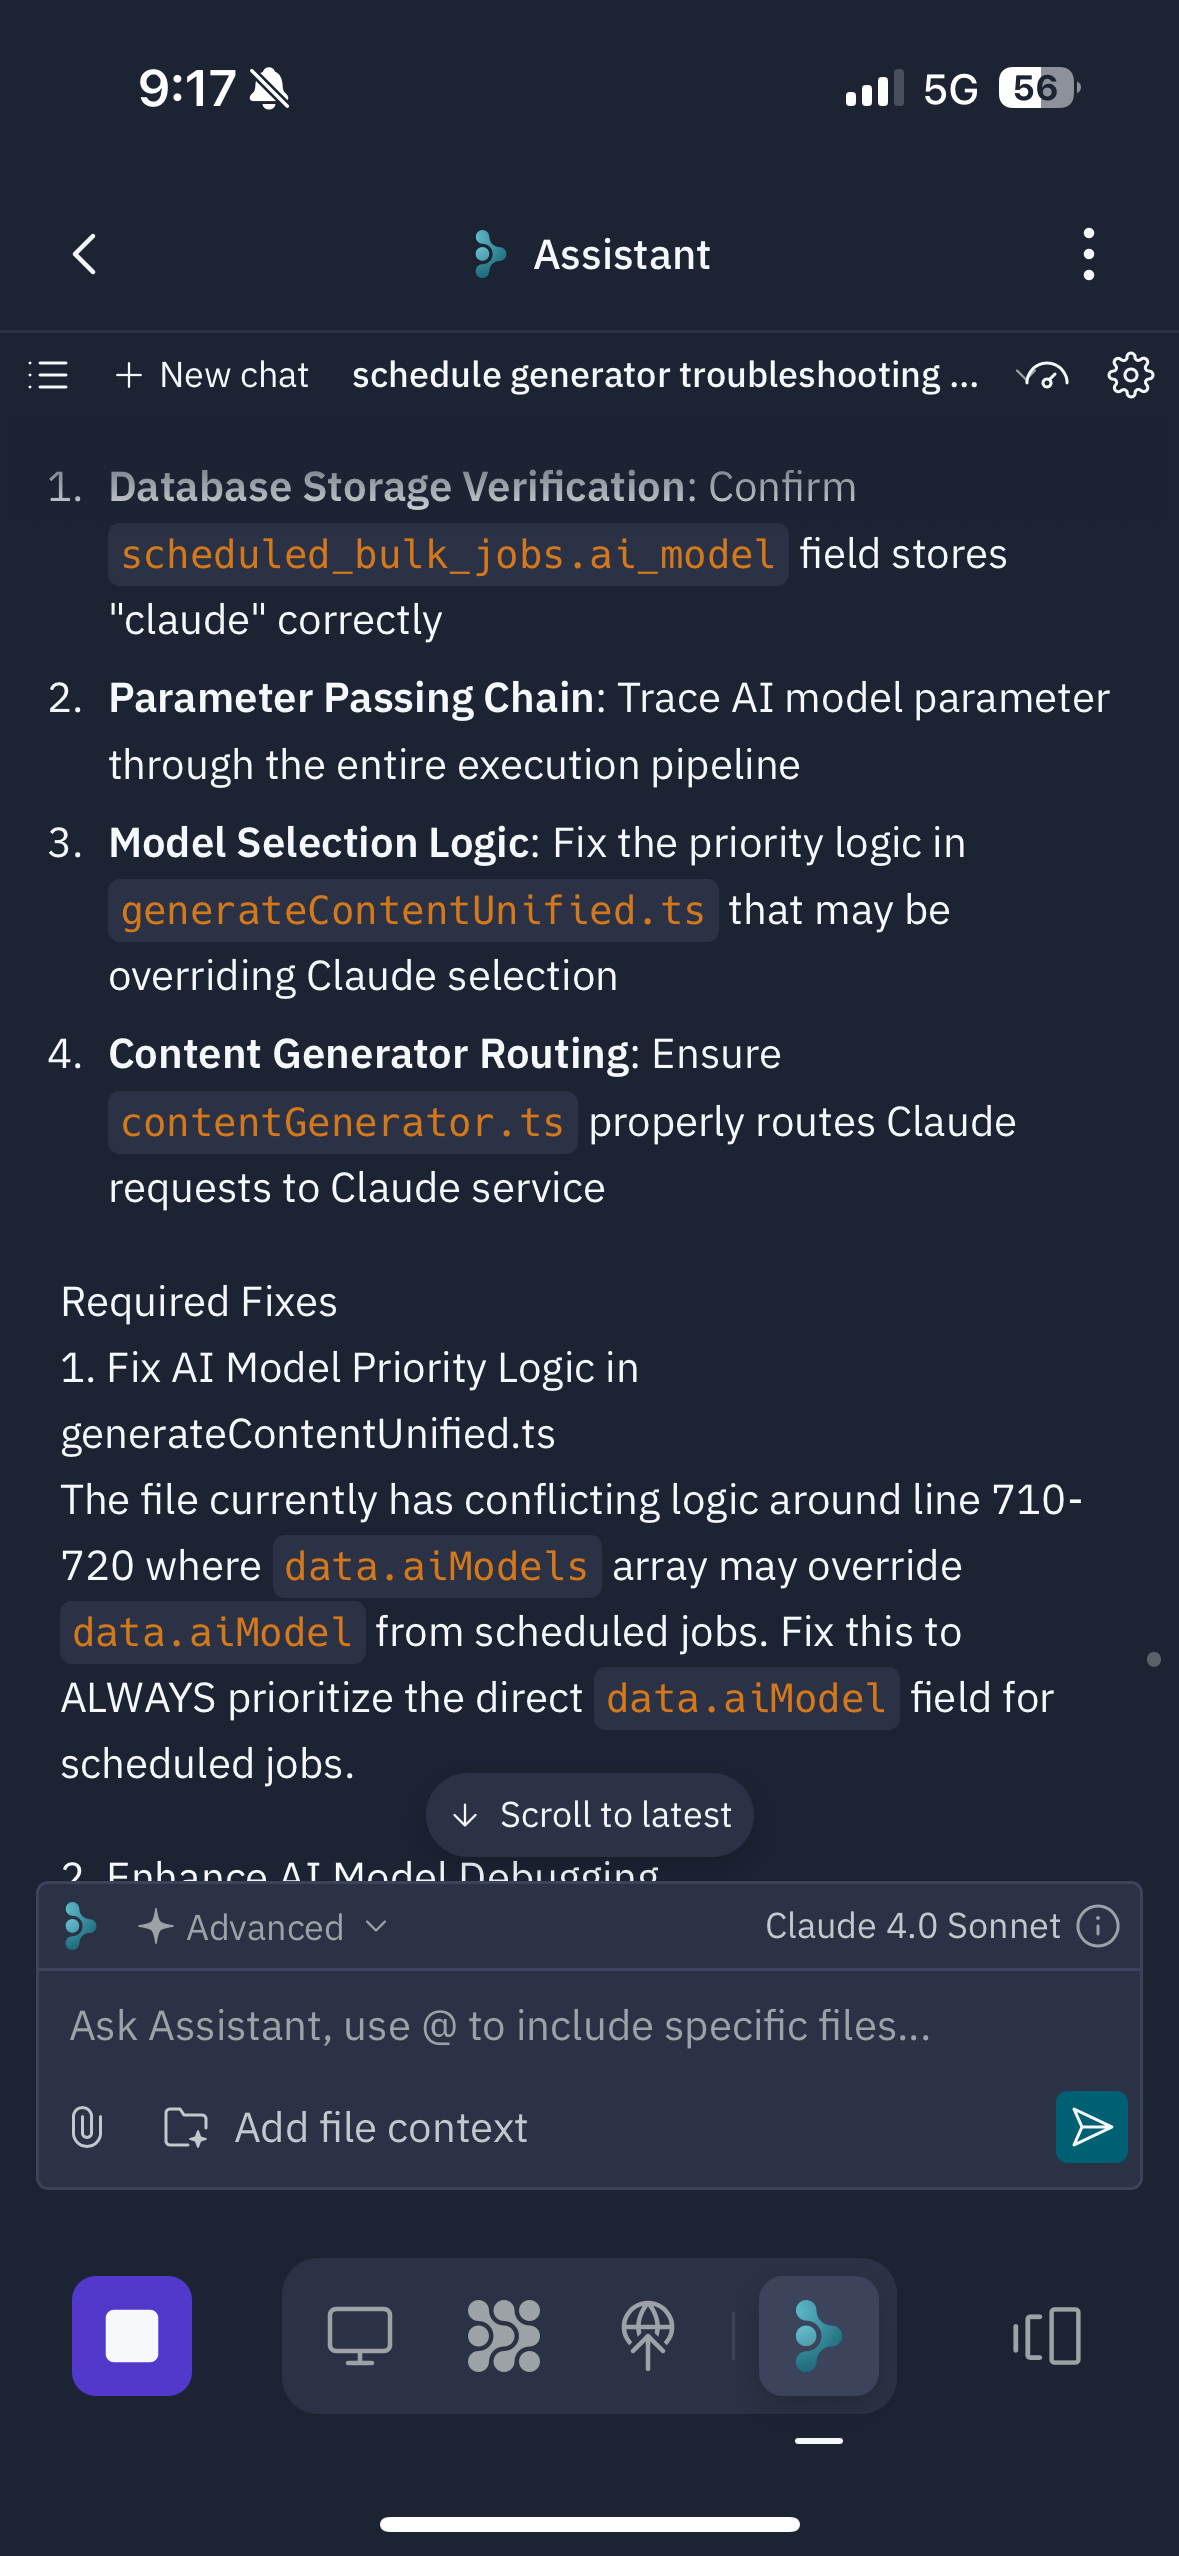 9:17
5G
56
Assistant
New chat
schedule generator troubleshooting ...
1. Database Storage Verification: Confirm
scheduled_bulk_jobs.ai_model field stores
"claude" correctly
2. Parameter Passing Chain: Trace AI model parameter
through the entire execution pipeline
3. Model Selection Logic: Fix the priority logic in
generateContentUnified.ts that may be
overriding Claude selection
4. Content Generator Routing: Ensure
contentGenerator.ts properly routes Claude
requests to Claude service
Required Fixes
1. Fix AI Model Priority Logic in
generateContentUnified.ts
The file currently has conflicting logic around line 710-
720 where data.aiModels array may override
data.aiModel from scheduled jobs. Fix this to
ALWAYS prioritize the direct data.aiModel field for
scheduled jobs.
Scroll to latest
2. Enhance AI Model Debugging
Advanced
Claude 4.0 Sonnet
Ask Assistant, use @ to include specific files...
Add file context